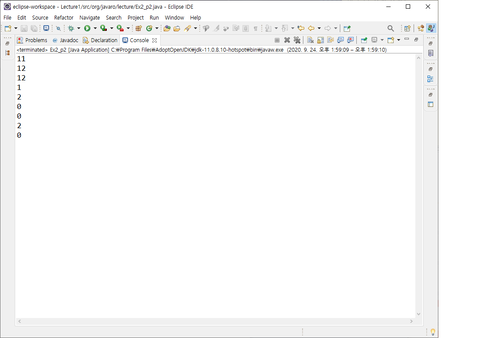 eclipse-workspace - Lecture1/src/org/javaro/lecture/Ex2_p2.java - Eclipse IDE
File Edit Source Refactor Navigate Search Project Run Window Help
Problems Javadoc Declaration Console
<terminated> Ex2_p2 [Java Application] C:₩Program Files₩AdoptOpenJDK₩jdk-11.0.8.10-hotspot₩bin₩javaw.exe (2020. 9. 24. 오후 1:59:09 – 오후 1:59:10)
11
12
12
1
2
0
0
2
0